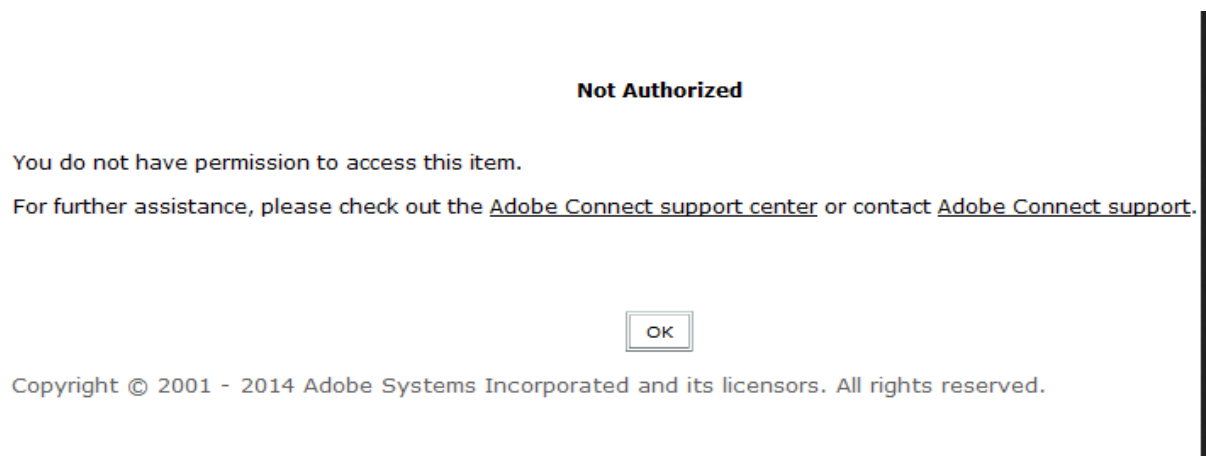 Not Authorized
You do not have permission to access this item.
For further assistance, please check out the Adobe Connect support center or contact Adobe Connect support.
OK
Copyright © 2001 - 2014 Adobe Systems Incorporated and its licensors. All rights reserved.